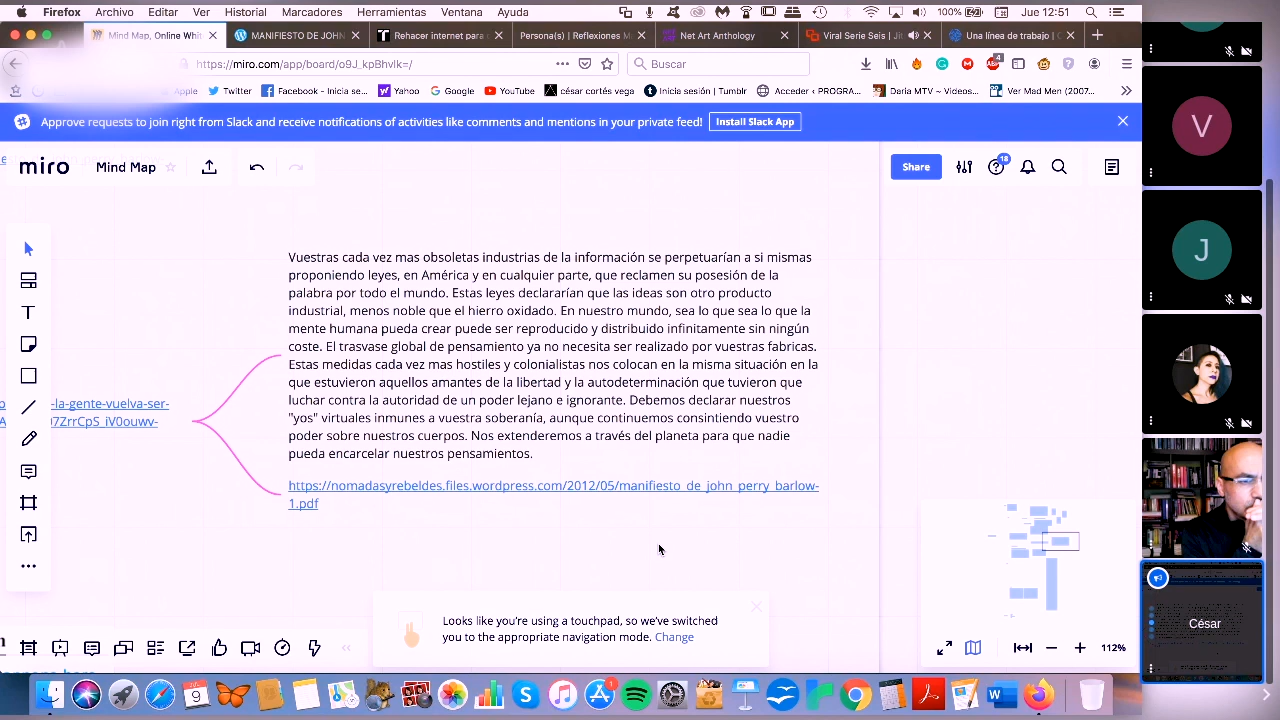 Firefox Archivo Editar Ver Historial Marcadores Herramientas Ventana Ayuda 100% Jue 12:51
Mind Map, Online Whit MANIFIESTO DE JOHN Rehacer internet para Persona(s) | Reflexiones M Net Art Anthology Viral Serie Seis | Jit Una línea de trabajo | C
https://miro.com/app/board/o9J_kpBhvlk=/ Buscar
Apple Twitter Facebook - Inicia se... Yahoo Google YouTube césar cortés vega Inicia sesión | Tumblr Acceder ‹ PROGRA... Daria MTV ~ Videos... Ver Mad Men (2007...
Approve requests to join right from Slack and receive notifications of activities like comments and mentions in your private feed! Install Slack App
miro Mind Map Share 18
Vuestras cada vez mas obsoletas industrias de la información se perpetuarían a si mismas
proponiendo leyes, en América y en cualquier parte, que reclamen su posesión de la
palabra por todo el mundo. Estas leyes declararían que las ideas son otro producto
industrial, menos noble que el hierro oxidado. En nuestro mundo, sea lo que sea lo que la
mente humana pueda crear puede ser reproducido y distribuido infinitamente sin ningún
coste. El trasvase global de pensamiento ya no necesita ser realizado por vuestras fabricas.
Estas medidas cada vez mas hostiles y colonialistas nos colocan en la misma situación en la
que estuvieron aquellos amantes de la libertad y la autodeterminación que tuvieron que
luchar contra la autoridad de un poder lejano e ignorante. Debemos declarar nuestros
"yos" virtuales inmunes a vuestra soberanía, aunque continuemos consintiendo vuestro
poder sobre nuestros cuerpos. Nos extenderemos a través del planeta para que nadie
pueda encarcelar nuestros pensamientos.
-la-gente-vuelva-ser-
7ZrrCpS_iV0ouwv-
https://nomadasyrebeldes.files.wordpress.com/2012/05/manifiesto_de_john_perry_barlow-
1.pdf
Looks like you're using a touchpad, so we've switched
you to a more accurate navigation mode. Change
112%
V
J
César